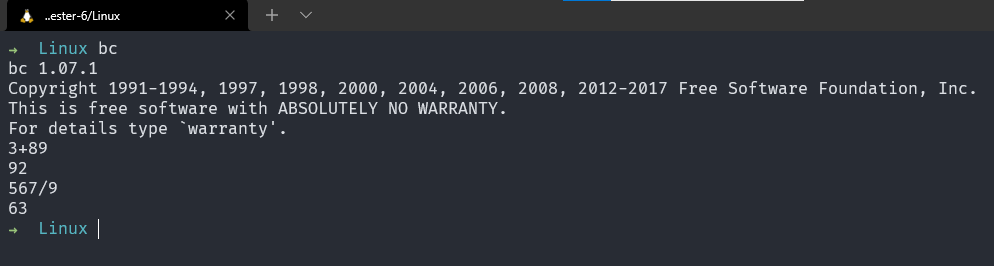 ..ester-6/Linux
→ Linux bc
bc 1.07.1
Copyright 1991-1994, 1997, 1998, 2000, 2004, 2006, 2008, 2012-2017 Free Software Foundation, Inc.
This is free software with ABSOLUTELY NO WARRANTY.
For details type `warranty'.
3+89
92
567/9
63
→ Linux